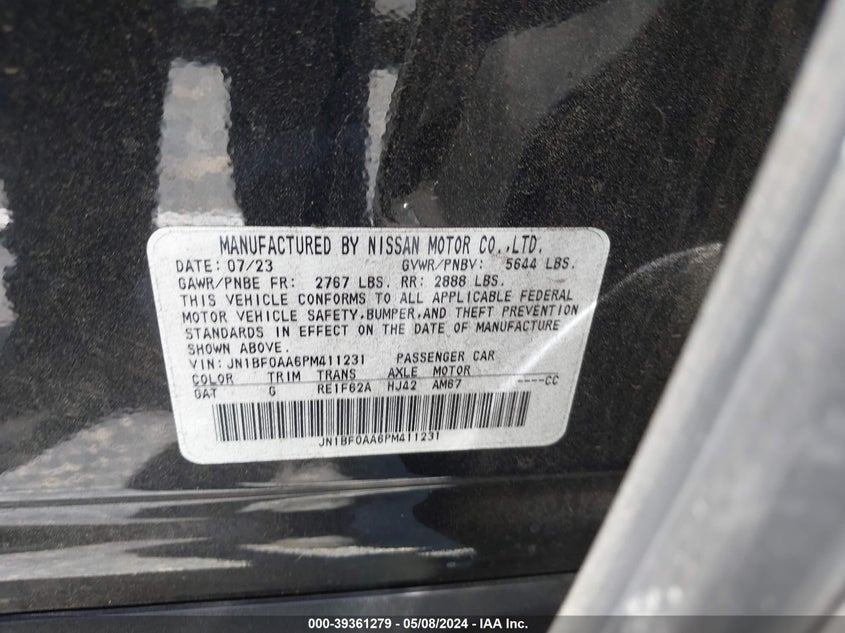 MANUFACTURED BY NISSAN MOTOR CO.,LTD.
DATE: 07/23 GVWR/PNBV: 5644 LBS.
GAWR/PNBE FR: 2767 LBS. RR: 2888 LBS.
THIS VEHICLE CONFORMS TO ALL APPLICABLE FEDERAL
MOTOR VEHICLE SAFETY,BUMPER,AND THEFT PREVENTION
STANDARDS IN EFFECT ON THE DATE OF MANUFACTURE
SHOWN ABOVE.
VIN: JN1BF0AA6PM411231 PASSENGER CAR
COLOR TRIM TRANS AXLE MOTOR
GAT G RE1F62A HJ42 AM67 ----CC
JN1BF0AA6PM411231
000-39361279 - 05/08/2024 - IAA Inc.